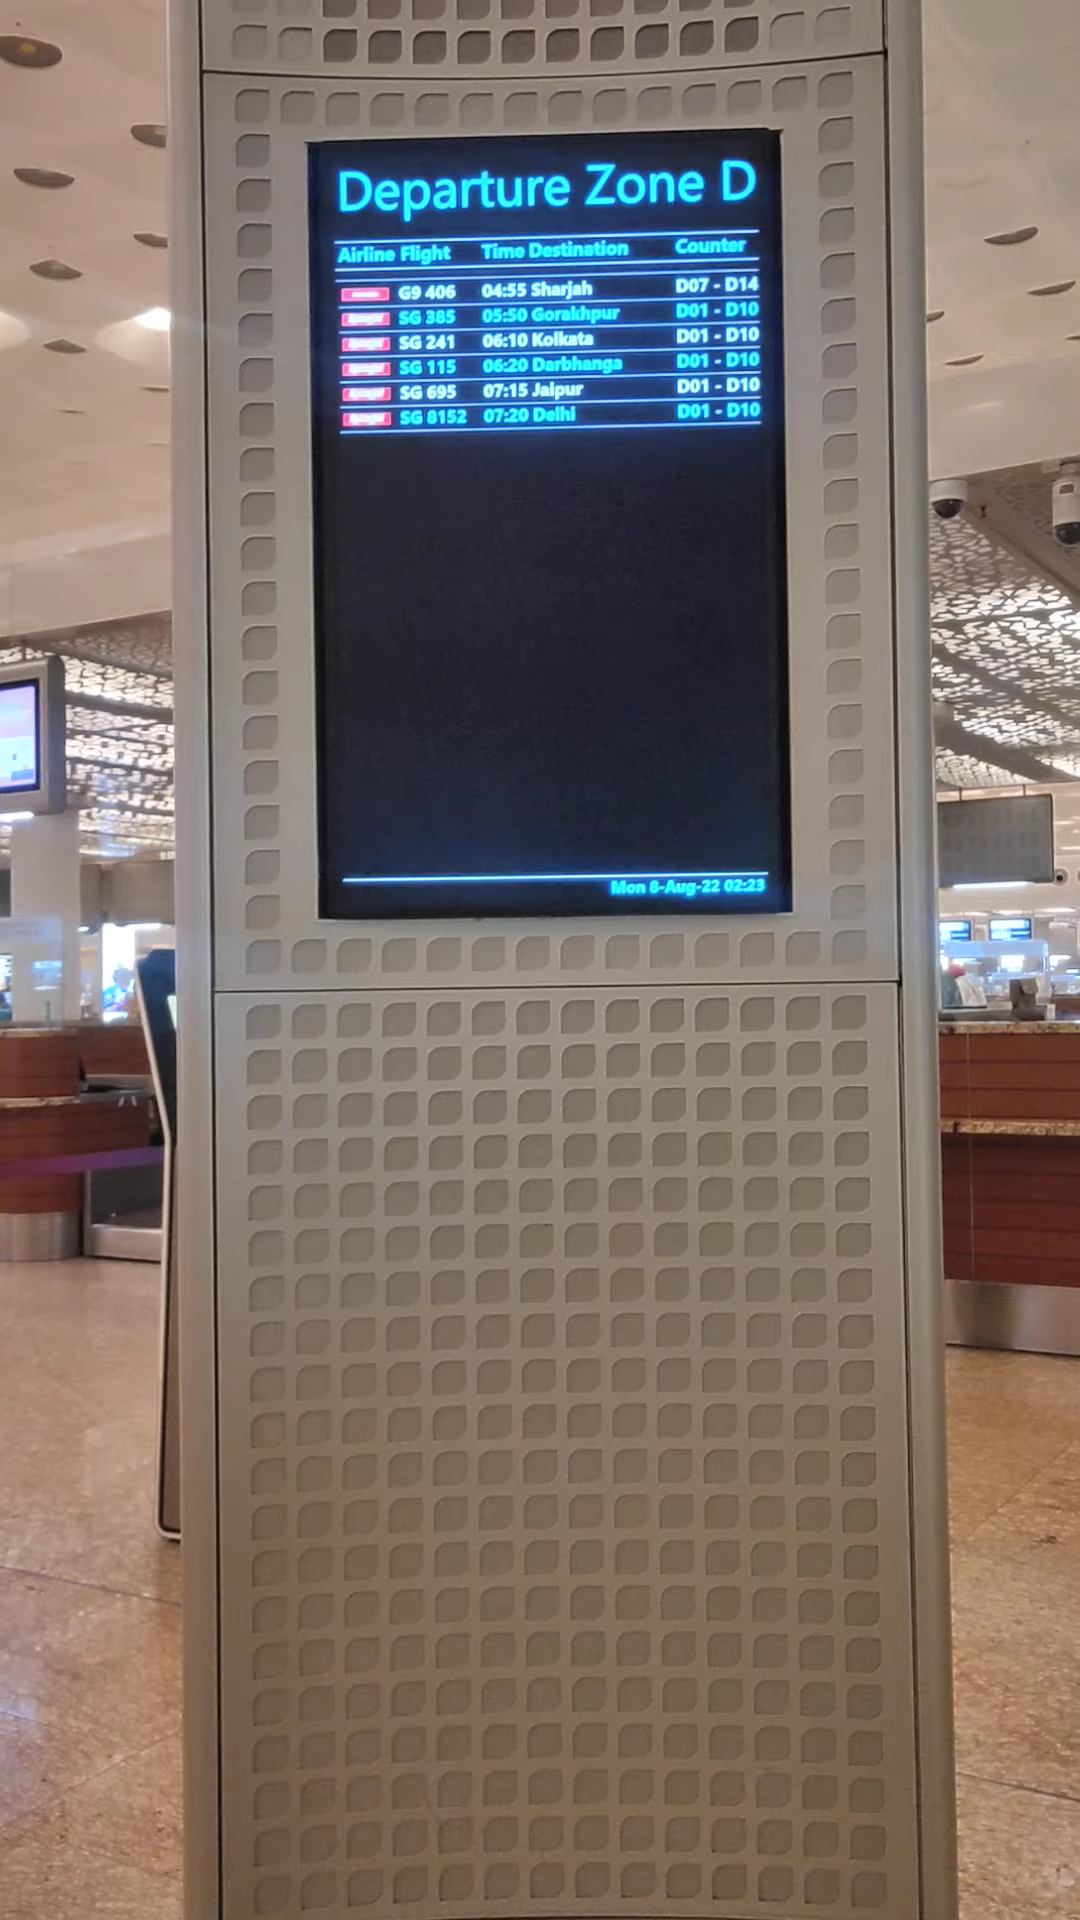 Departure Zone D
Airline Flight Time Destination Counter
G9 406 04:55 Sharjah D07 - D14
SG 385 05:50 Gorakhpur D01 - D10
SG 241 06:10 Kolkata D01 - D10
SG 115 06:20 Darbhanga D01 - D10
SG 695 07:15 Jaipur D01 - D10
SG 8152 07:20 Delhi D01 - D10
Mon 8-Aug-22 02:23